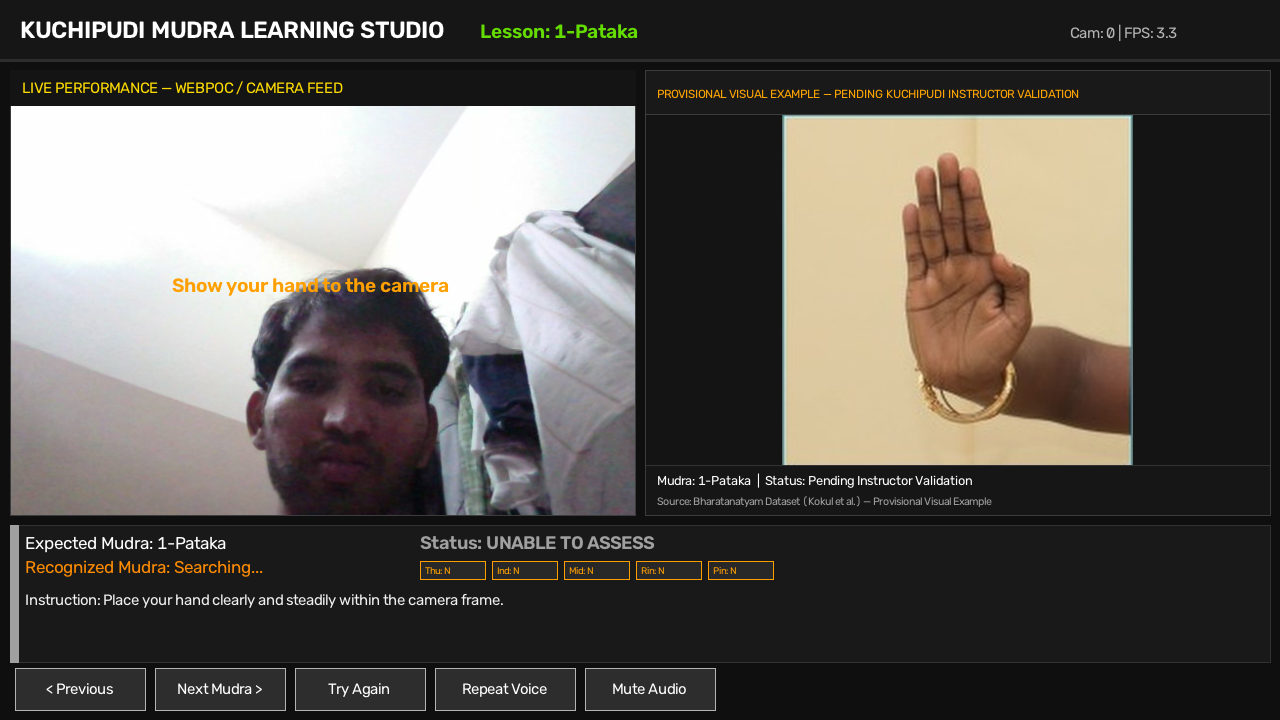 KUCHIPUDI MUDRA LEARNING STUDIO
Lesson: 1-Pataka
Cam: 0 | FPS: 3.3
LIVE PERFORMANCE — WEBPOC / CAMERA FEED
PROVISIONAL VISUAL EXAMPLE — PENDING KUCHIPUDI INSTRUCTOR VALIDATION
Show your hand to the camera
Mudra: 1-Pataka | Status: Pending Instructor Validation
Source: Bharatanatyam Dataset (Kokul et al.) — Provisional Visual Example
Expected Mudra: 1-Pataka
Status: UNABLE TO ASSESS
Recognized Mudra: Searching...
Thu: N
Ind: N
Mid: N
Rin: N
Pin: N
Instruction: Place your hand clearly and steadily within the camera frame.
< Previous
Next Mudra >
Try Again
Repeat Voice
Mute Audio